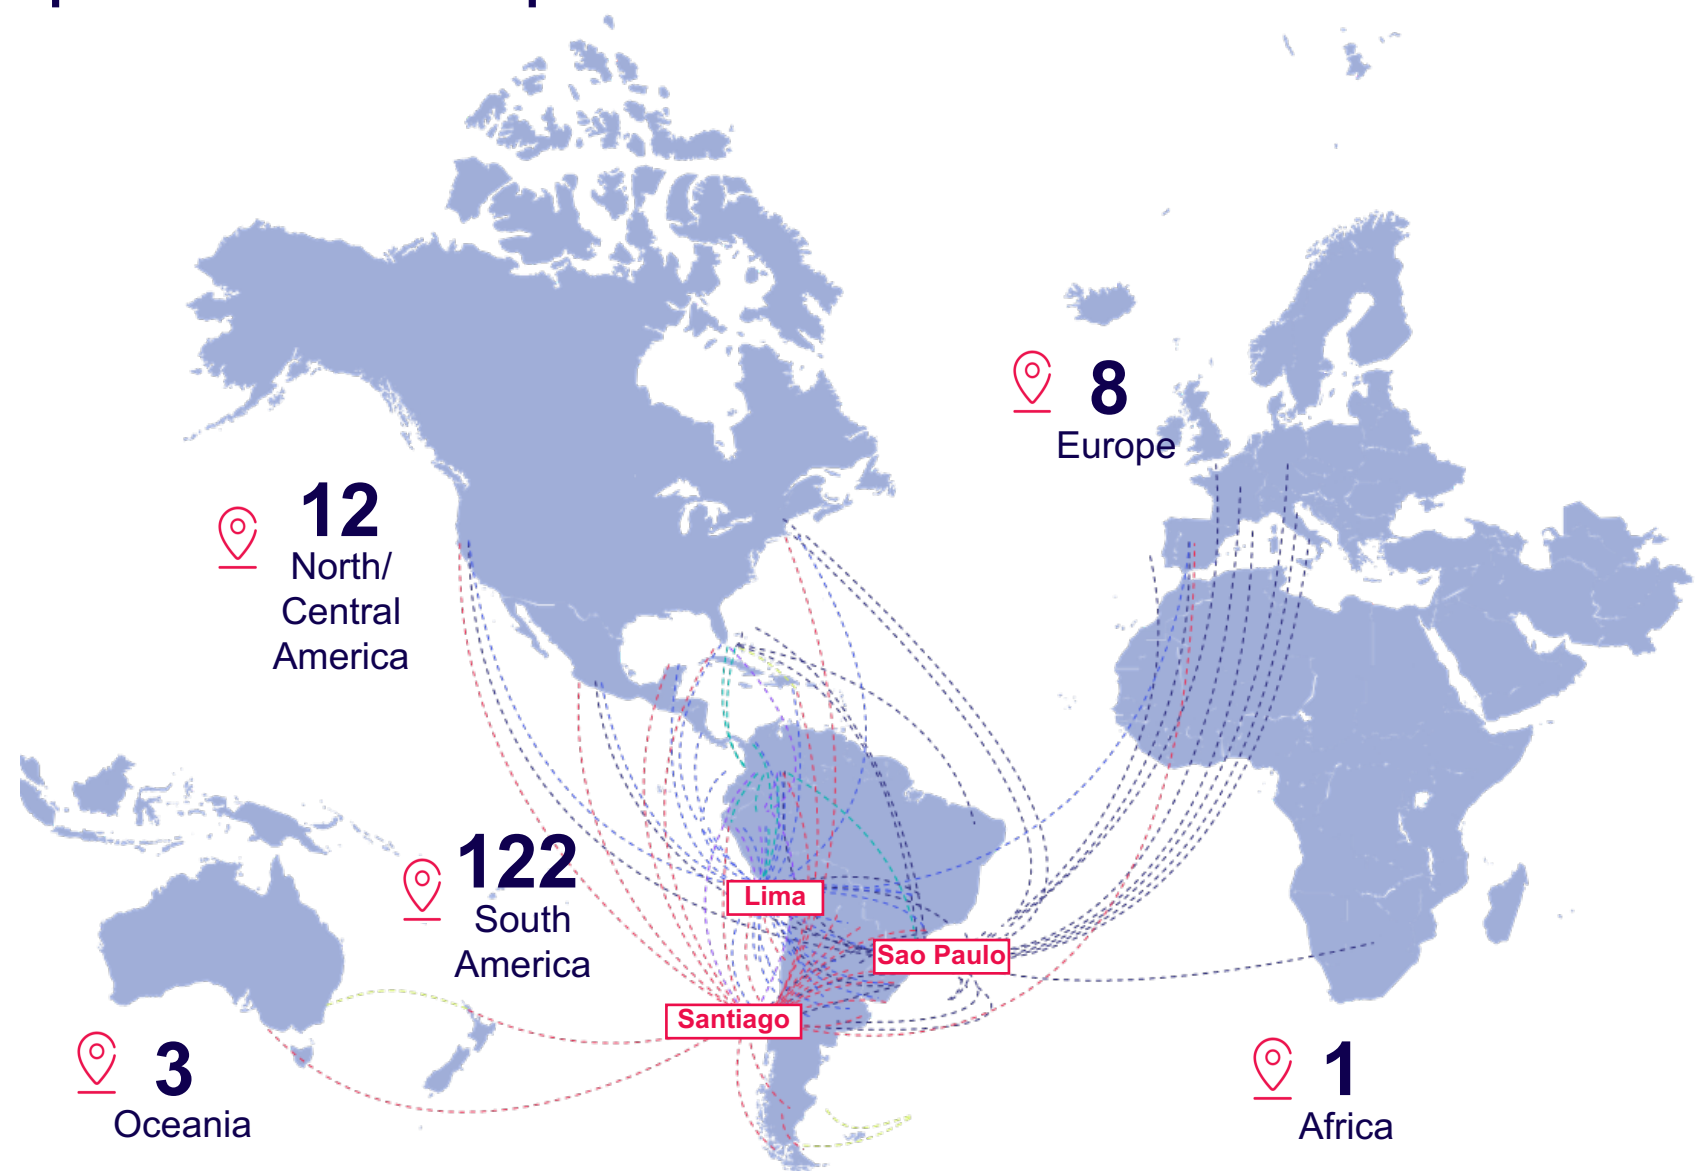 8
Europe
12
North/
Central
America
122
South
America
Lima
Sao Paulo
Santiago
3
Oceania
1
Africa